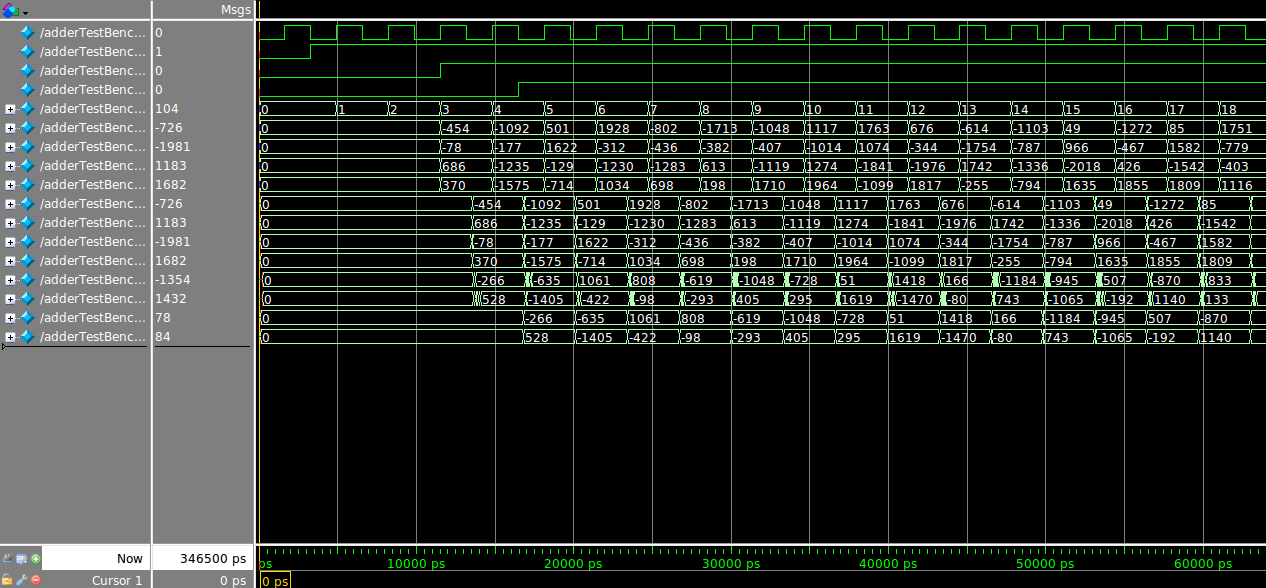 Msgs
/adderTestBenc... 0
/adderTestBenc... 1
/adderTestBenc... 0
/adderTestBenc... 0
/adderTestBenc... 104 0 1 2 3 4 5 6 7 8 9 10 11 12 13 14 15 16 17 18
/adderTestBenc... -726 0 -454 -1092 501 1928 -802 -1713 -1048 1117 1763 676 -614 -1103 49 -1272 85 1751
/adderTestBenc... -1981 0 -78 -177 1622 -312 -436 -382 -407 -1014 1074 -344 -1754 -787 966 -467 1582 -779
/adderTestBenc... 1183 0 686 -1235 -129 -1230 -1283 613 -1119 1274 -1841 -1976 1742 -1336 -2018 426 -1542 -403
/adderTestBenc... 1682 0 370 -1575 -714 1034 698 198 1710 1964 -1099 1817 -255 -794 1635 1855 1809 1116
/adderTestBenc... -726 0 -454 -1092 501 1928 -802 -1713 -1048 1117 1763 676 -614 -1103 49 -1272 85
/adderTestBenc... 1183 0 686 -1235 -129 -1230 -1283 613 -1119 1274 -1841 -1976 1742 -1336 -2018 426 -1542
/adderTestBenc... -1981 0 -78 -177 1622 -312 -436 -382 -407 -1014 1074 -344 -1754 -787 966 -467 1582
/adderTestBenc... 1682 0 370 -1575 -714 1034 698 198 1710 1964 -1099 1817 -255 -794 1635 1855 1809
/adderTestBenc... -1354 0 -266 -635 1061 808 -619 -1048 -728 51 1418 166 -1184 -945 507 -870 833
/adderTestBenc... 1432 0 528 -1405 -422 -98 -293 405 295 1619 -1470 -80 743 -1065 -192 1140 133
/adderTestBenc... 78 0 -266 -635 1061 808 -619 -1048 -728 51 1418 166 -1184 -945 507 -870
/adderTestBenc... 84 0 528 -1405 -422 -98 -293 405 295 1619 -1470 -80 743 -1065 -192 1140
Now 346500 ps ps 10000 ps 20000 ps 30000 ps 40000 ps 50000 ps 60000 ps
Cursor 1 0 ps 0 ps